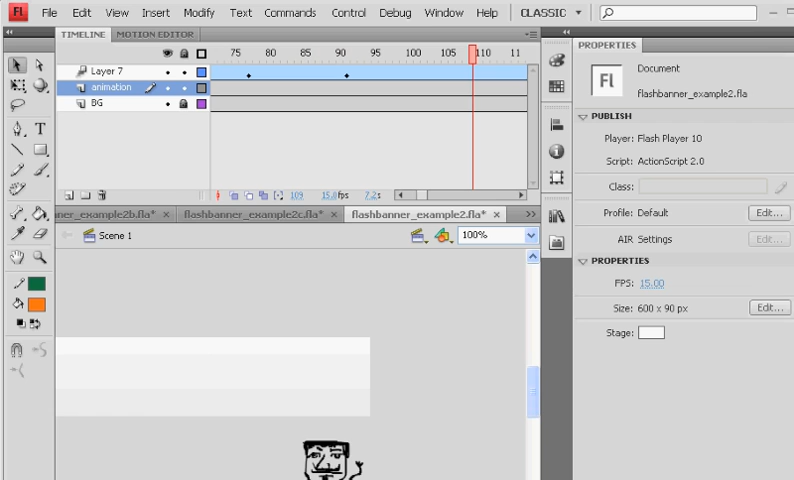 Fl File Edit View Insert Modify Text Commands Control Debug Window Help CLASSIC
TIMELINE MOTION EDITOR
PROPERTIES
75 80 85 90 95 100 105 110 11
Layer 7
animation
BG
Fl
Document
flashbanner_example2.fla
PUBLISH
Player: Flash Player 10
Script: ActionScript 2.0
Class:
Profile: Default Edit...
AIR Settings Edit...
PROPERTIES
FPS: 15.00
Size: 600 x 90 px Edit...
Stage:
109 15.0fps 7.2s
ner_example2b.fla* × flashbanner_example2c.fla* × flashbanner_example2.fla* ×
Scene 1 100%
T